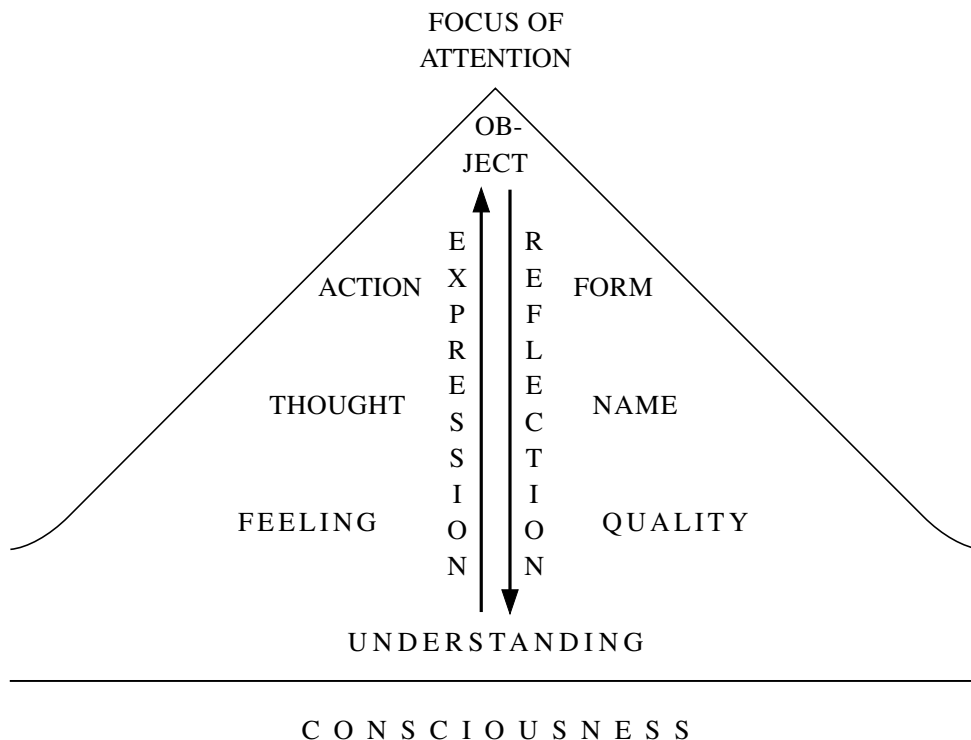 FOCUS OF
ATTENTION
OB-
JECT
EXPRESSION
REFLECTION
ACTION
FORM
THOUGHT
NAME
FEELING
QUALITY
UNDERSTANDING
CONSCIOUSNESS